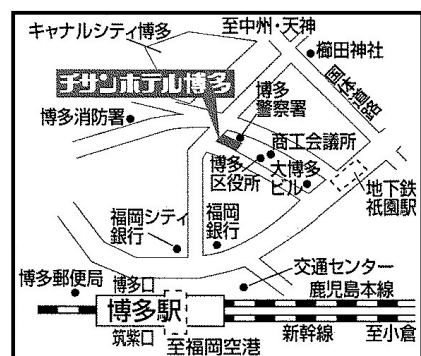 キャナルシティ博多
至中州・天神
櫛田神社
国体道路
チサンホテル博多
博多消防署
博多
警察署
商工会議所
博多
区役所
大博多
ビル
地下鉄
祇園駅
福岡シティ
銀行
福岡
銀行
交通センター
博多郵便局
博多口
鹿児島本線
博多駅
筑紫口
新幹線
至小倉
至福岡空港